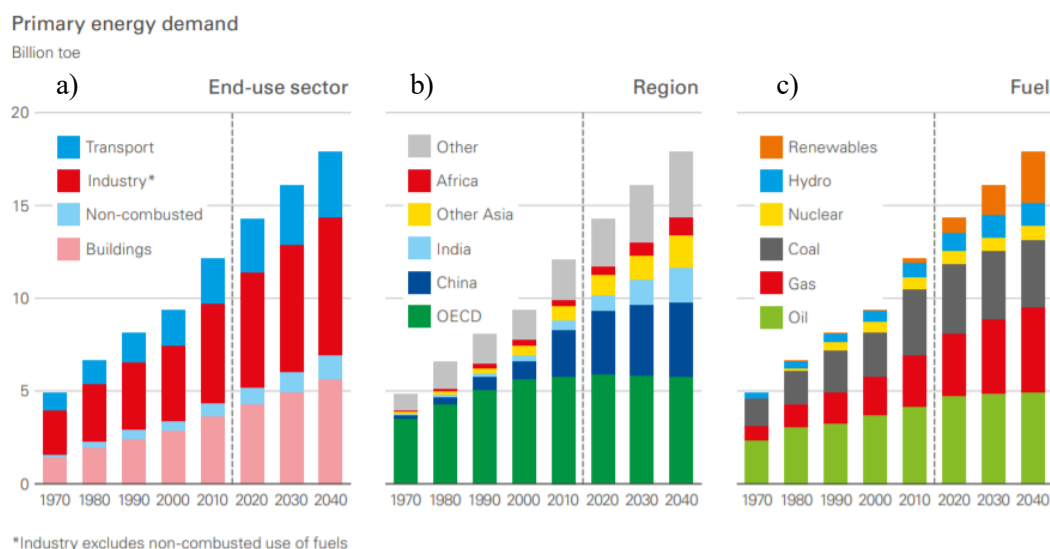 Primary energy demand
Billion toe
a)
End-use sector
b)
Region
c)
Fuel
20
15
10
5
0
Transport
Industry*
Non-combusted
Buildings
1970 1980 1990 2000 2010 2020 2030 2040
Other
Africa
Other Asia
India
China
OECD
1970 1980 1990 2000 2010 2020 2030 2040
Renewables
Hydro
Nuclear
Coal
Gas
Oil
1970 1980 1990 2000 2010 2020 2030 2040
*Industry excludes non-combusted use of fuels